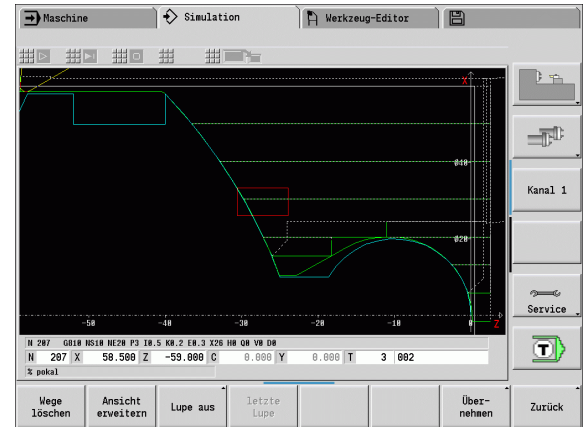 Maschine Simulation Werkzeug-Editor
X
Ø40
Kanal 1
Ø20
Service
-50 -40 -30 -20 -10 0 Z
N 207 G810 NS10 NE20 P3 I0.5 K0.2 E0.3 X26 H0 Q0 V0 D0
N 207 X 58.500 Z -59.000 C 0.000 Y 0.000 T 3 002
T
% pokal
Wege Ansicht Lupe aus letzte Über- Zurück
löschen erweitern Lupe nehmen